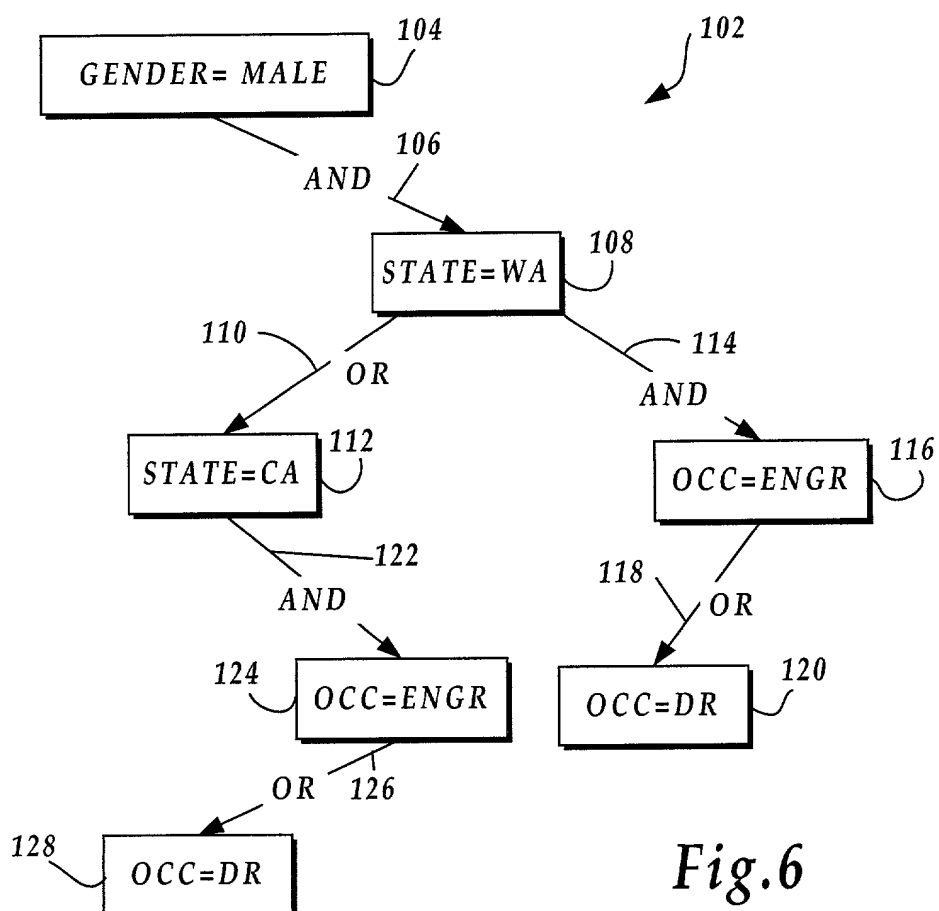 104
102
GENDER= MALE
106
AND
108
STATE=WA
110
OR
114
AND
112
STATE=CA
116
OCC=ENGR
122
AND
118
OR
124
OCC=ENGR
120
OCC=DR
OR
126
128
OCC=DR
Fig.6